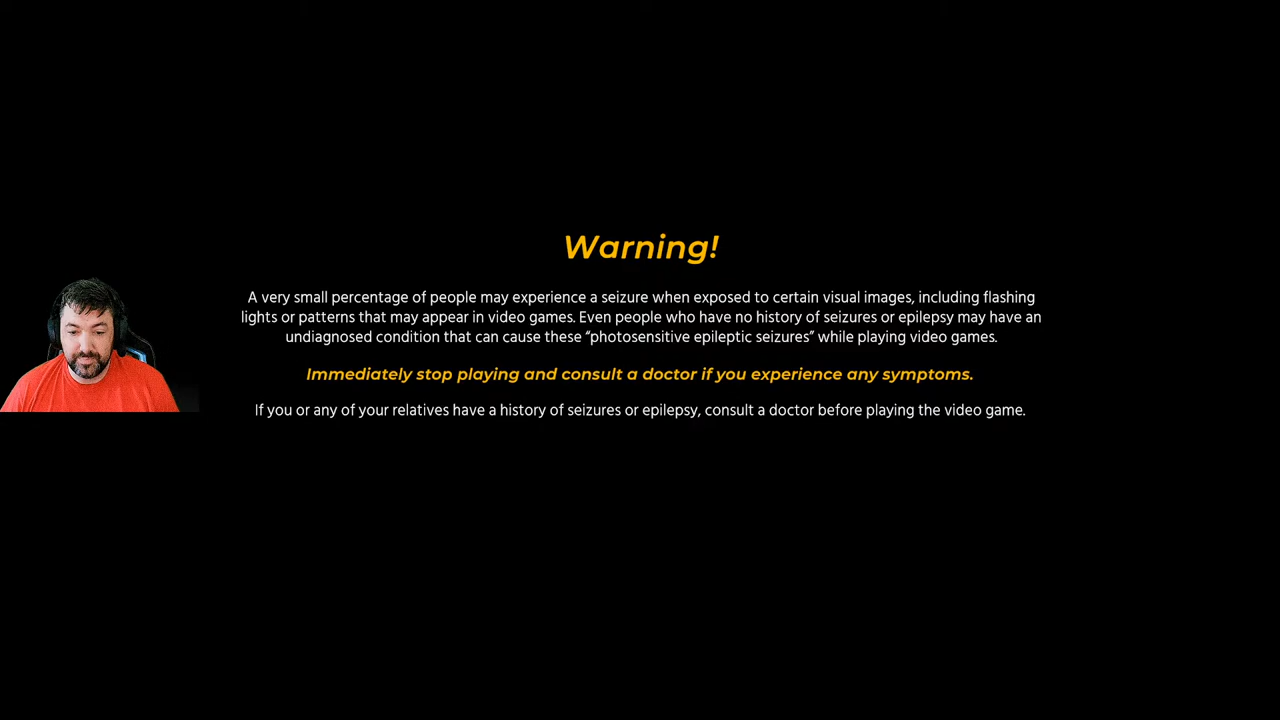 Warning!
A very small percentage of people may experience a seizure when exposed to certain visual images, including flashing
lights or patterns that may appear in video games. Even people who have no history of seizures or epilepsy may have an
undiagnosed condition that can cause these “photosensitive epileptic seizures” while playing video games.
Immediately stop playing and consult a doctor if you experience any symptoms.
If you or any of your relatives have a history of seizures or epilepsy, consult a doctor before playing the video game.